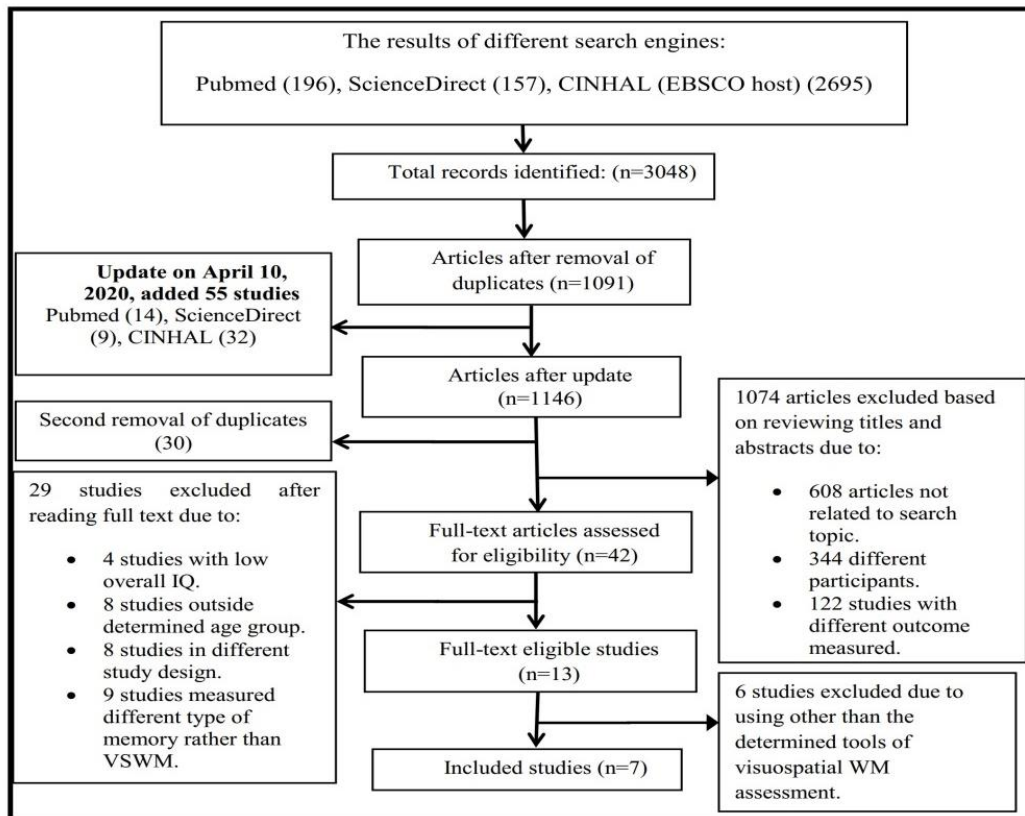 The results of different search engines:
Pubmed (196), ScienceDirect (157), CINHAL (EBSCO host) (2695)
Total records identified: (n=3048)
Articles after removal of
duplicates (n=1091)
Update on April 10,
2020, added 55 studies
Pubmed (14), ScienceDirect
(9), CINHAL (32)
Articles after update
(n=1146)
Second removal of duplicates
(30)
1074 articles excluded based
on reviewing titles and
abstracts due to:
• 608 articles not
related to search
topic.
• 344 different
participants.
• 122 studies with
different outcome
measured.
29 studies excluded after
reading full text due to:
• 4 studies with low
overall IQ.
• 8 studies outside
determined age group.
• 8 studies in different
study design.
• 9 studies measured
different type of
memory rather than
VSWM.
Full-text articles assessed
for eligibility (n=42)
Full-text eligible studies
(n=13)
6 studies excluded due to
using other than the
determined tools of
visuospatial WM
assessment.
Included studies (n=7)